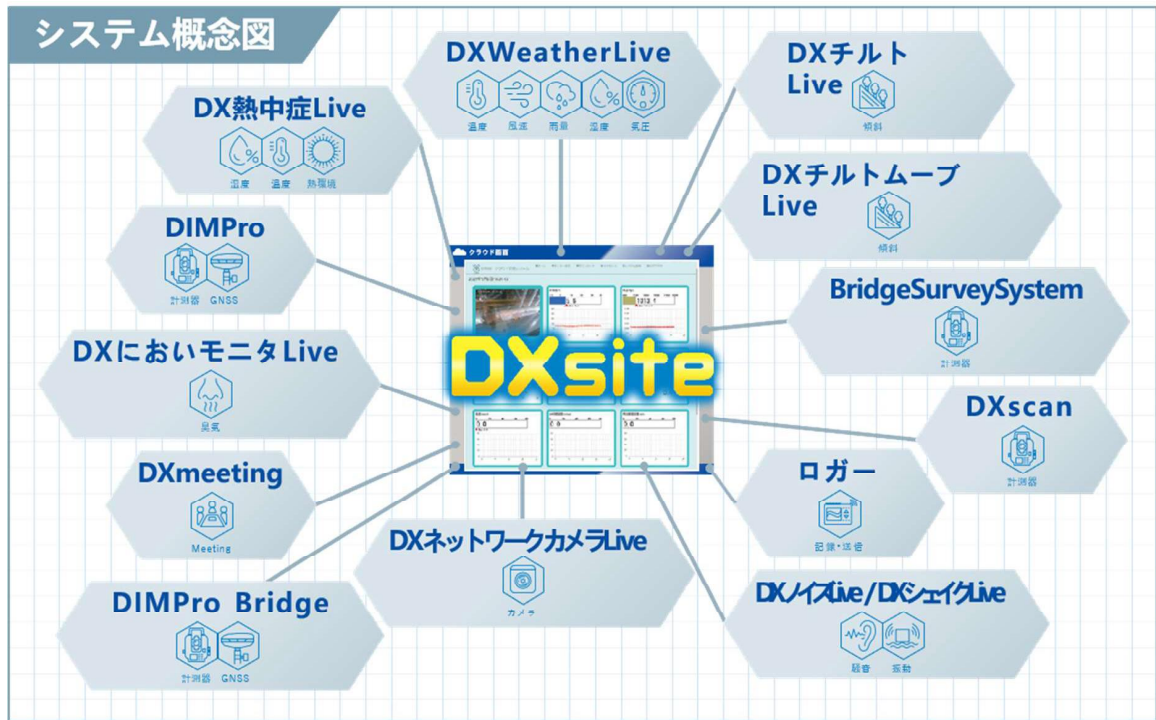 システム概念図
DXWeatherLive
温度 風速 雨量 湿度 気圧
DXチルト
Live
傾斜
DX熱中症Live
湿度 温度 熱環境
DXチルトムーブ
Live
傾斜
DIMPro
計測器 GNSS
クラウド画面
BridgeSurveySystem
計測器
DXにおいモニタLive
臭気
DXsite
DXscan
計測器
DXmeeting
Meeting
ロガー
記録・送信
DXネットワークカメラLive
カメラ
DIMPro Bridge
計測器 GNSS
DXノイズLive/DXシェイクLive
騒音 振動